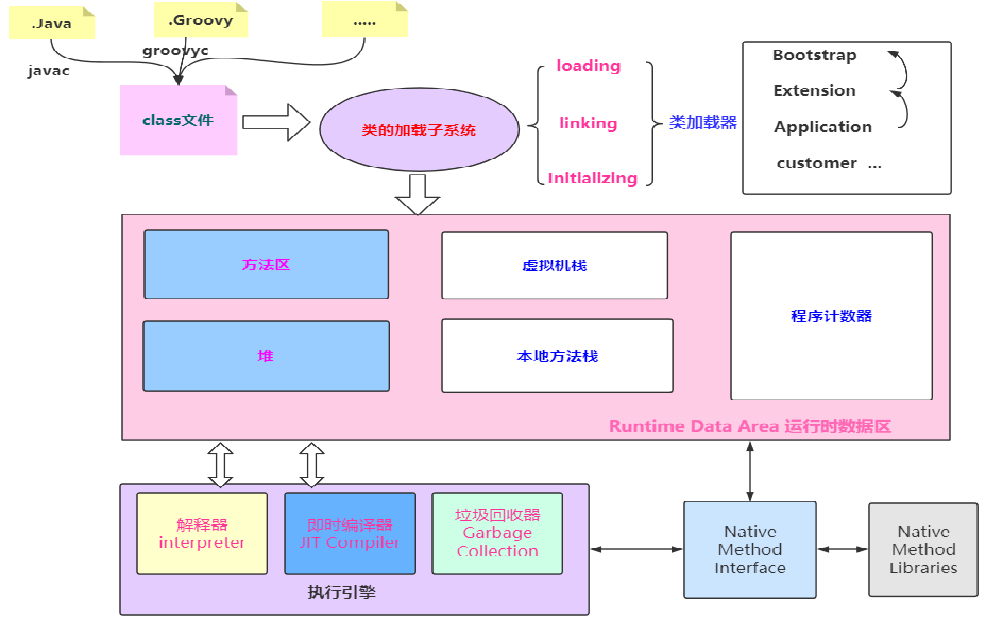 .Java
.Groovy
.....
javac
groovyc
class文件
类的加载子系统
loading
linking
Initializing
类加载器
Bootstrap
Extension
Application
customer ...
方法区
虚拟机栈
程序计数器
堆
本地方法栈
Runtime Data Area 运行时数据区
解释器
interpreter
即时编译器
JIT Compiler
垃圾回收器
Garbage
Collection
执行引擎
Native
Method
Interface
Native
Method
Libraries